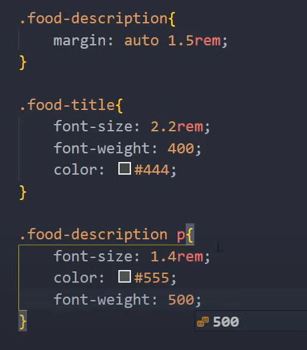 .food-description{
margin: auto 1.5rem;
}
.food-title{
font-size: 2.2rem;
font-weight: 400;
color: #444;
}
.food-description p{
font-size: 1.4rem;
color: #555;
font-weight: 500;
}
500